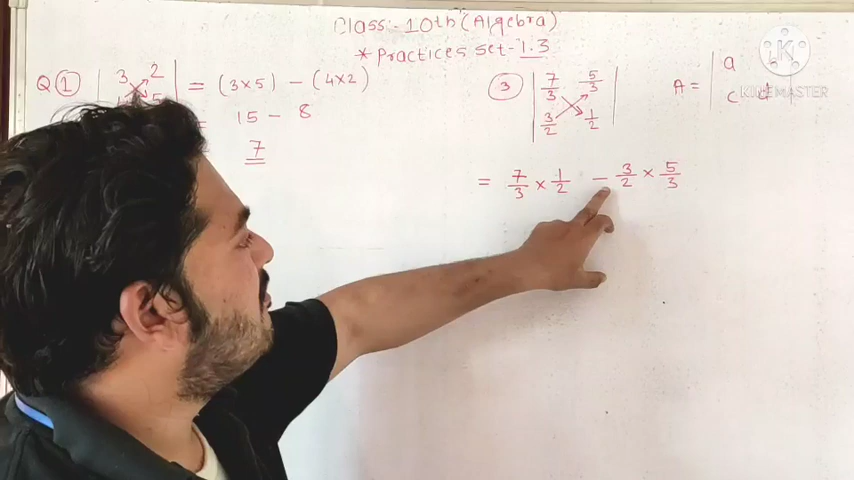 Class:- 10th (Algebra)
* Practices Set- 1.3
Q ① | 3 2 | = (3×5) - (4×2)
= 15 - 8
7
③ | 7/3 5/3 |
| 3/2 1/2 |
= 7/3 × 1/2 - 3/2 × 5/3
A = | a
c d |
K
KINEMASTER